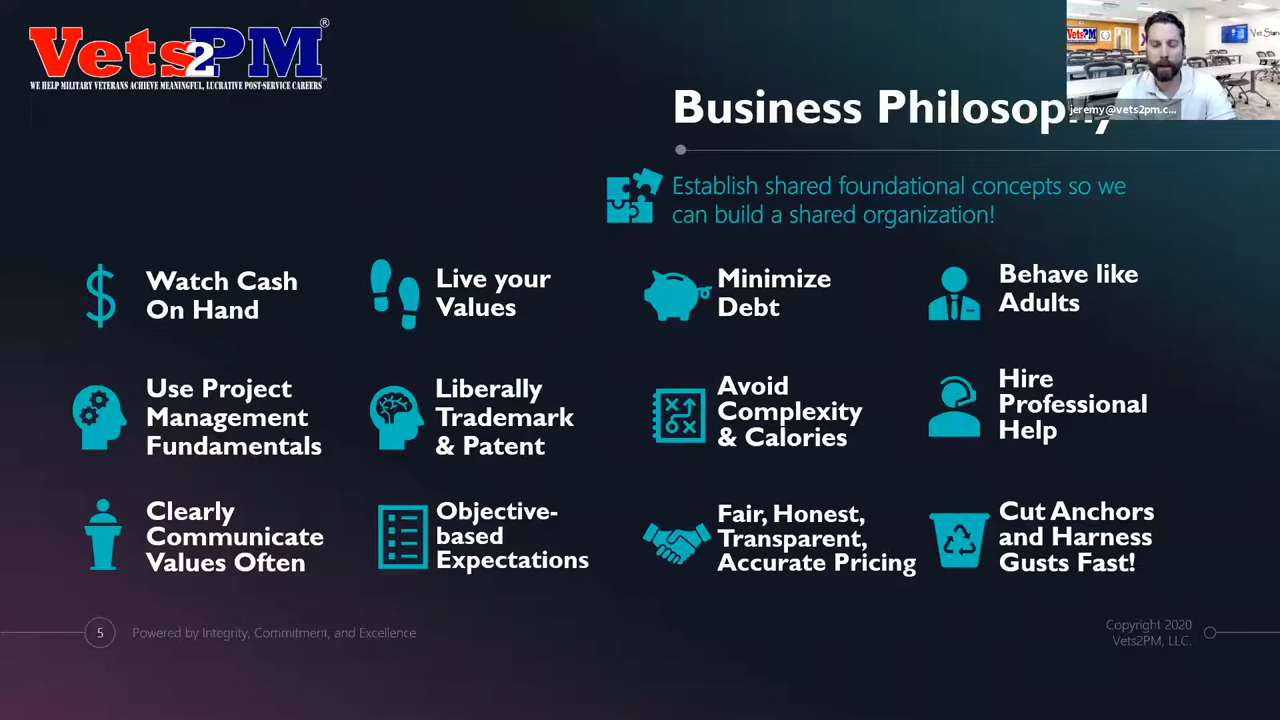 Vets2PM®
WE HELP MILITARY VETERANS ACHIEVE MEANINGFUL, LUCRATIVE POST-SERVICE CAREERS
Vets2PM
jeremy@vets2pm.c...
Business Philosophy
Establish shared foundational concepts so we
can build a shared organization!
Watch Cash
On Hand
Live your
Values
Minimize
Debt
Behave like
Adults
Use Project
Management
Fundamentals
Liberally
Trademark
& Patent
Avoid
Complexity
& Calories
Hire
Professional
Help
Clearly
Communicate
Values Often
Objective-
based
Expectations
Fair, Honest,
Transparent,
Accurate Pricing
Cut Anchors
and Harness
Gusts Fast!
5
Powered by Integrity, Commitment, and Excellence
Copyright 2020
Vets2PM, LLC.